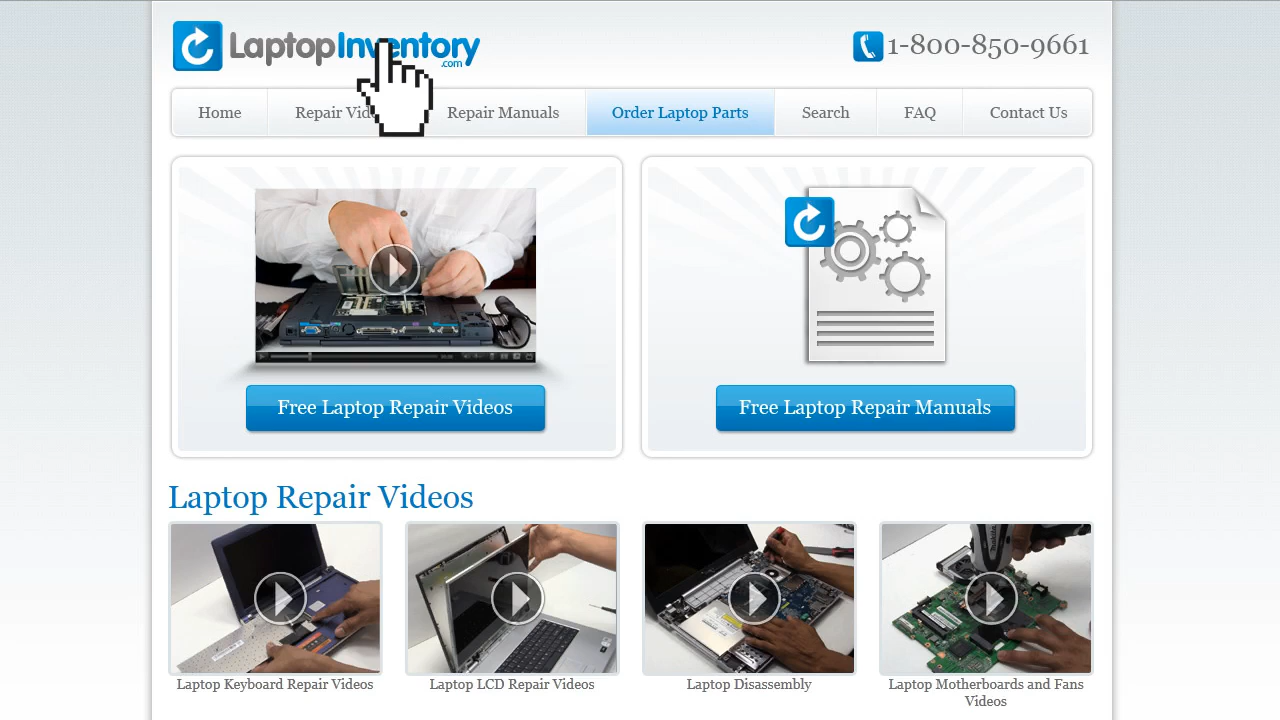 LaptopInventory
.com
1-800-850-9661
Home
Repair Vid
Repair Manuals
Order Laptop Parts
Search
FAQ
Contact Us
Free Laptop Repair Videos
Free Laptop Repair Manuals
Laptop Repair Videos
Laptop Keyboard Repair Videos
Laptop LCD Repair Videos
Laptop Disassembly
Laptop Motherboards and Fans
Videos